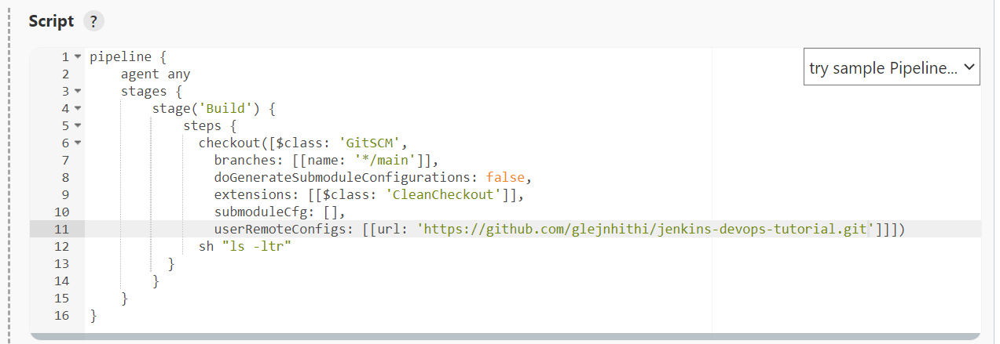 Script ?
try sample Pipeline...
1 pipeline {
2     agent any
3     stages {
4         stage('Build') {
5             steps {
6               checkout([$class: 'GitSCM',
7                 branches: [[name: '*/main']],
8                 doGenerateSubmoduleConfigurations: false,
9                 extensions: [[$class: 'CleanCheckout']],
10                 submoduleCfg: [],
11                 userRemoteConfigs: [[url: 'https://github.com/glejnhithi/jenkins-devops-tutorial.git']]])
12               sh "ls -ltr"
13           }
14         }
15     }
16 }